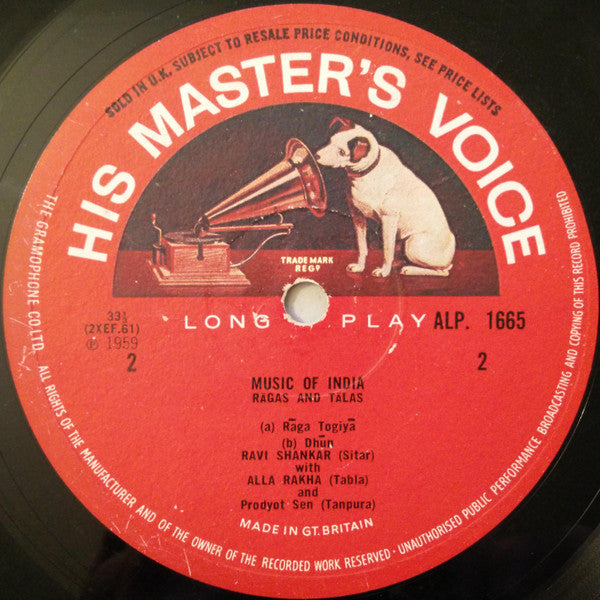 SOLD IN U.K. SUBJECT TO RESALE PRICE CONDITIONS, SEE PRICE LISTS
HIS MASTER'S VOICE
TRADE MARK
REGD
LONG PLAY
ALP. 1665
33⅓
(2XEF.61)
℗ 1959
2
2
MUSIC OF INDIA
RAGAS AND TALAS
(a) Rāga Togiyā
(b) Dhūn
RAVI SHANKAR (Sitar)
with
ALLA RAKHA (Tabla)
and
Prodyot Sen (Tanpura)
MADE IN GT. BRITAIN
THE GRAMOPHONE CO. LTD. ALL RIGHTS OF THE MANUFACTURER AND OF THE OWNER OF THE RECORDED WORK RESERVED · UNAUTHORISED PUBLIC PERFORMANCE BROADCASTING AND COPYING OF THIS RECORD PROHIBITED